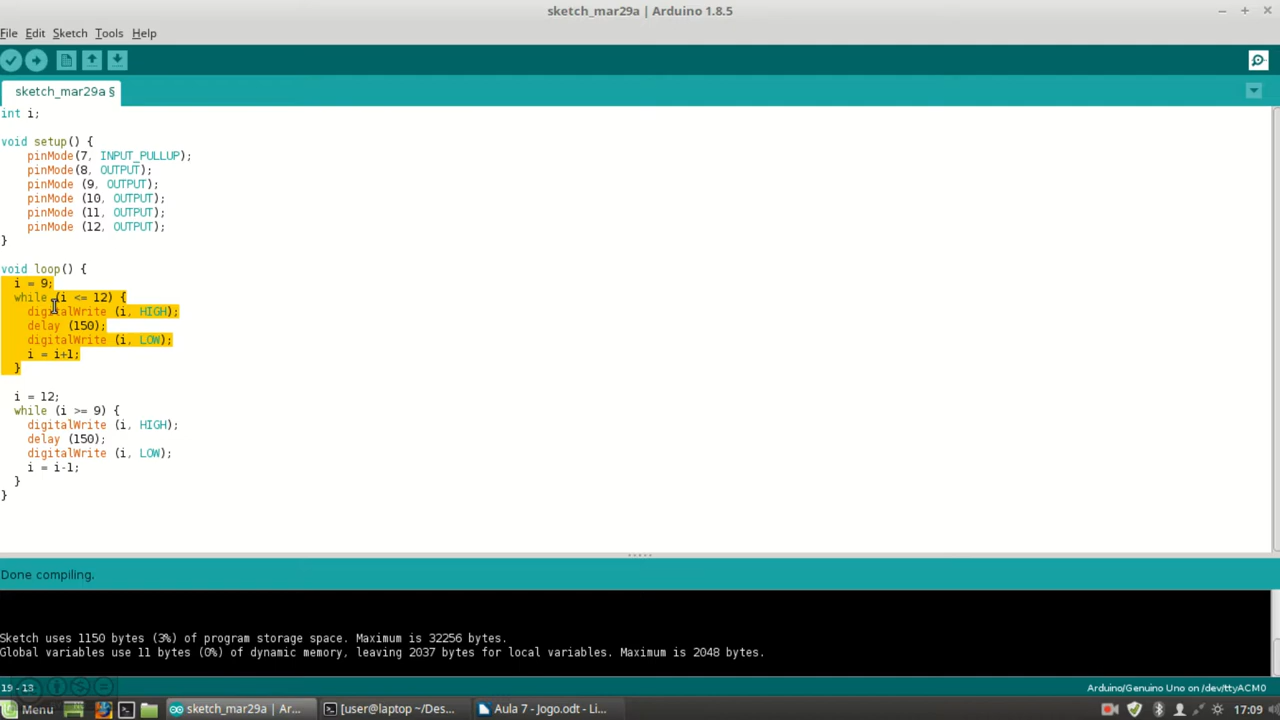 sketch_mar29a | Arduino 1.8.5
File Edit Sketch Tools Help
sketch_mar29a §
int i;
void setup() {
pinMode(7, INPUT_PULLUP);
pinMode(8, OUTPUT);
pinMode (9, OUTPUT);
pinMode (10, OUTPUT);
pinMode (11, OUTPUT);
pinMode (12, OUTPUT);
}
void loop() {
i = 9;
while (i <= 12) {
digitalWrite (i, HIGH);
delay (150);
digitalWrite (i, LOW);
i = i+1;
}
i = 12;
while (i >= 9) {
digitalWrite (i, HIGH);
delay (150);
digitalWrite (i, LOW);
i = i-1;
}
}
Done compiling.
Sketch uses 1150 bytes (3%) of program storage space. Maximum is 32256 bytes.
Global variables use 11 bytes (0%) of dynamic memory, leaving 2037 bytes for local variables. Maximum is 2048 bytes.
19 - 13 Arduino/Genuino Uno on /dev/ttyACM0
Menu sketch_mar29a | Ar... [user@laptop ~/Des... Aula 7 - Jogo.odt - Li... 17:09